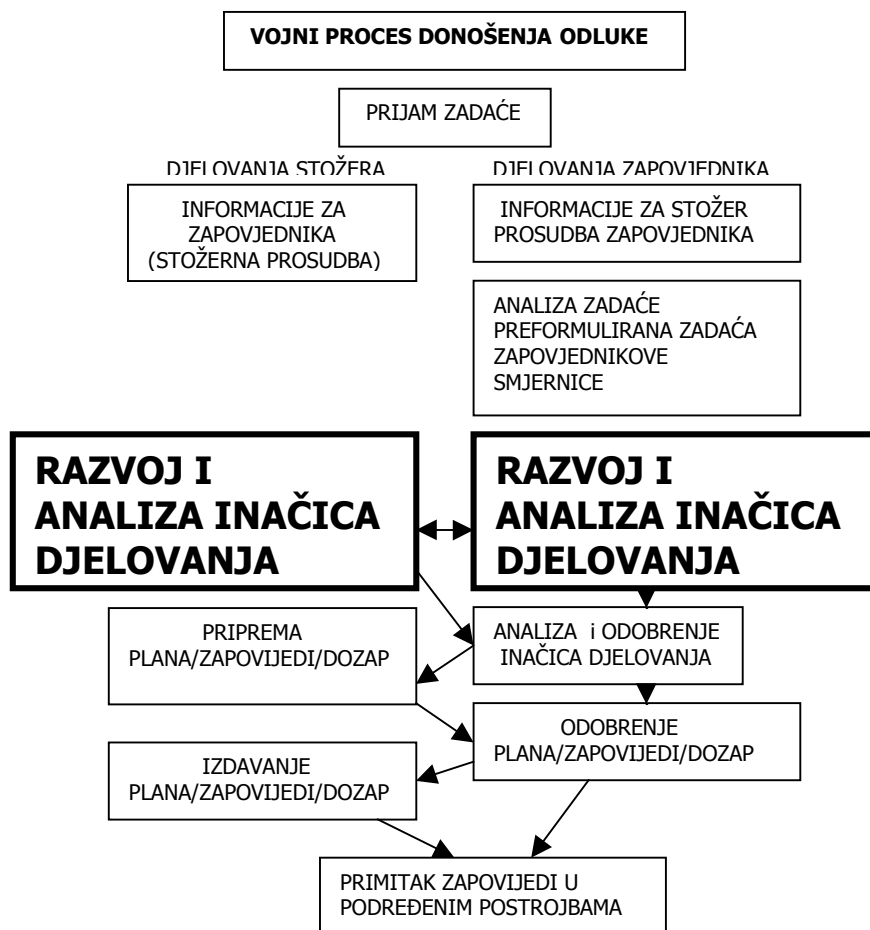 VOJNI PROCES DONOŠENJA ODLUKE
PRIJAM ZADAĆE
DJELOVANJA STOŽERA
DJELOVANJA ZAPOVJEDNIKA
INFORMACIJE ZA
ZAPOVJEDNIKA
(STOŽERNA PROSUDBA)
INFORMACIJE ZA STOŽER
PROSUDBA ZAPOVJEDNIKA
ANALIZA ZADAĆE
PREFORMULIRANA ZADAĆA
ZAPOVJEDNIKOVE
SMJERNICE
RAZVOJ I
ANALIZA INAČICA
DJELOVANJA
RAZVOJ I
ANALIZA INAČICA
DJELOVANJA
PRIPREMA
PLANA/ZAPOVIJEDI/DOZAP
ANALIZA i ODOBRENJE
INAČICA DJELOVANJA
ODOBRENJE
PLANA/ZAPOVIJEDI/DOZAP
IZDAVANJE
PLANA/ZAPOVIJEDI/DOZAP
PRIMITAK ZAPOVIJEDI U
PODREĐENIM POSTROJBAMA